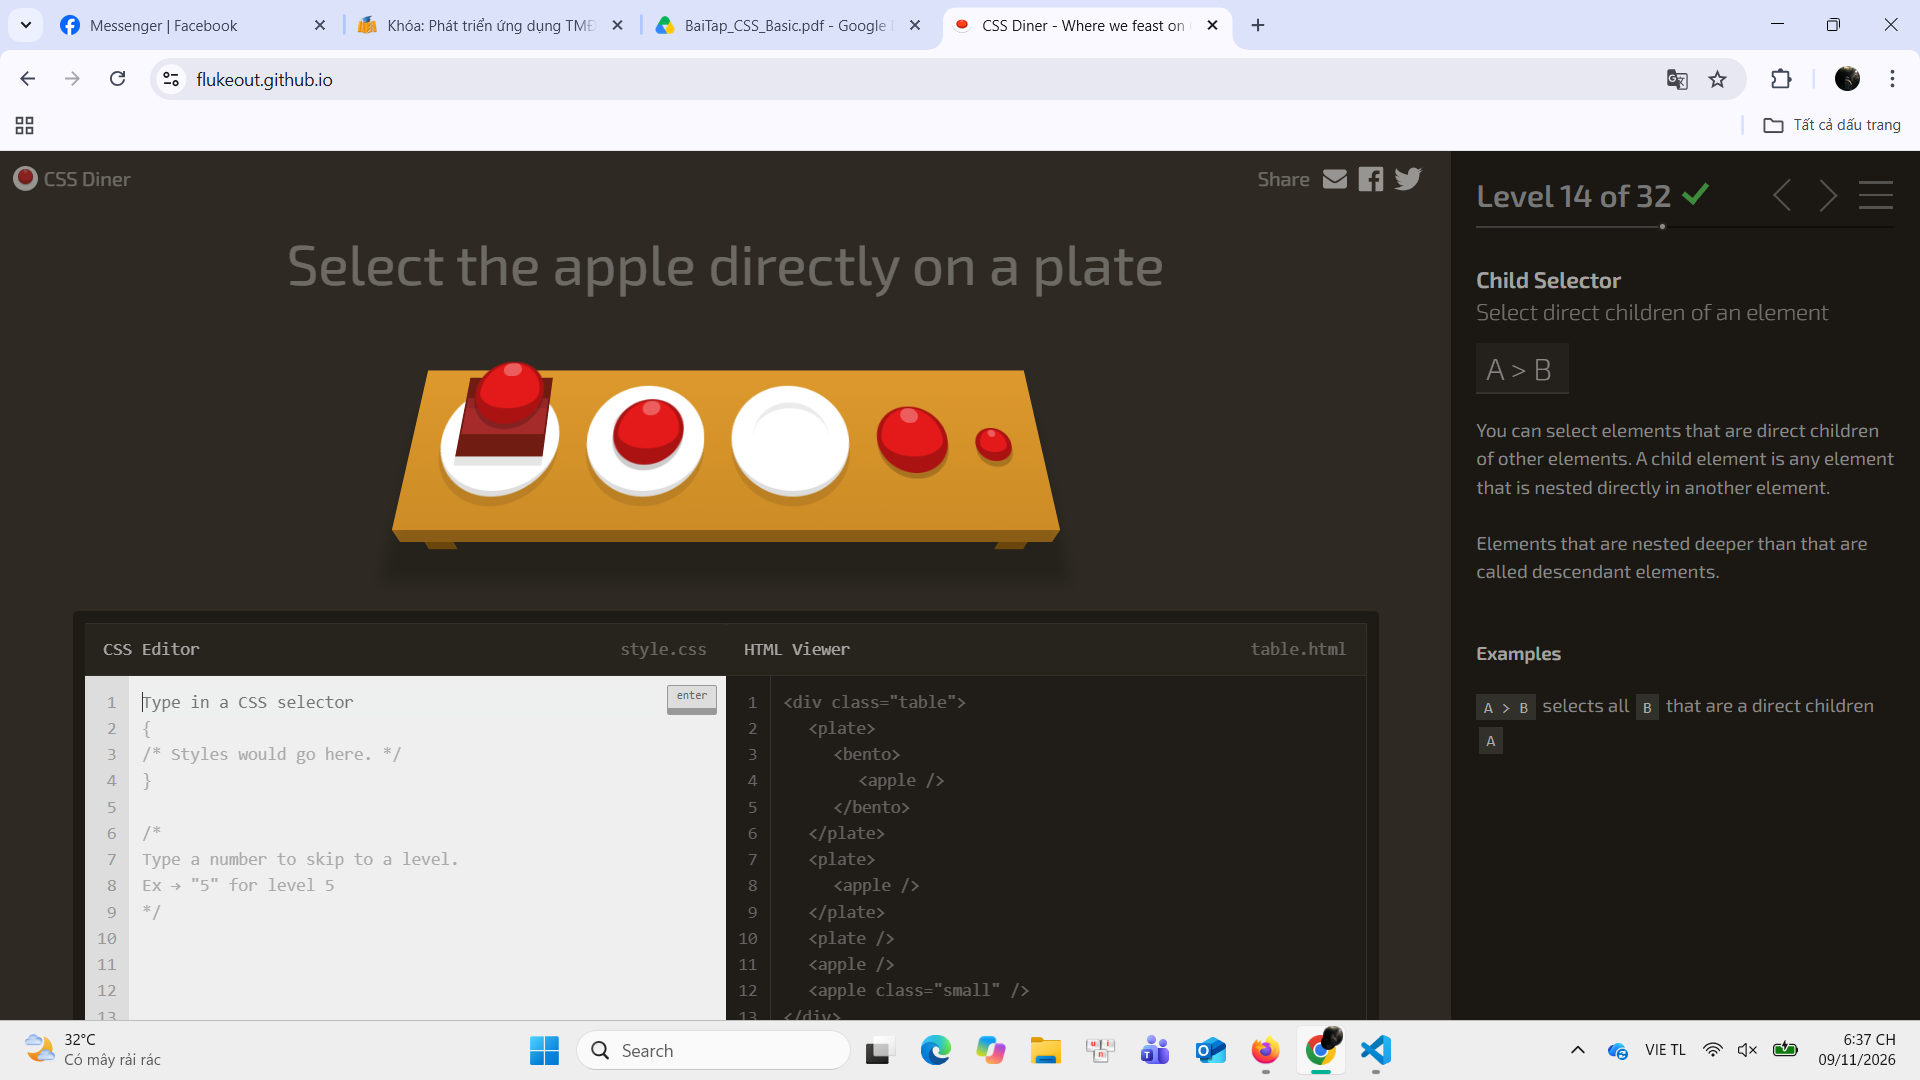 Messenger | Facebook
Khóa: Phát triển ứng dụng TMĐ
BaiTap_CSS_Basic.pdf - Google
CSS Diner - Where we feast on
flukeout.github.io
Tất cả dấu trang
CSS Diner
Share
Level 14 of 32
Select the apple directly on a plate
Child Selector
Select direct children of an element
A > B
You can select elements that are direct children
of other elements. A child element is any element
that is nested directly in another element.
Elements that are nested deeper than that are
called descendant elements.
Examples
A > B selects all B that are a direct children
A
CSS Editor
style.css
HTML Viewer
table.html
enter
1 Type in a CSS selector
2 {
3 /* Styles would go here. */
4 }
5
6 /*
7 Type a number to skip to a level.
8 Ex → "5" for level 5
9 */
10
11
12
13
1 <div class="table">
2 <plate>
3 <bento>
4 <apple />
5 </bento>
6 </plate>
7 <plate>
8 <apple />
9 </plate>
10 <plate />
11 <apple />
12 <apple class="small" />
13 </div>
32°C
Có mây rải rác
Search
VIE TL
6:37 CH
09/11/2026